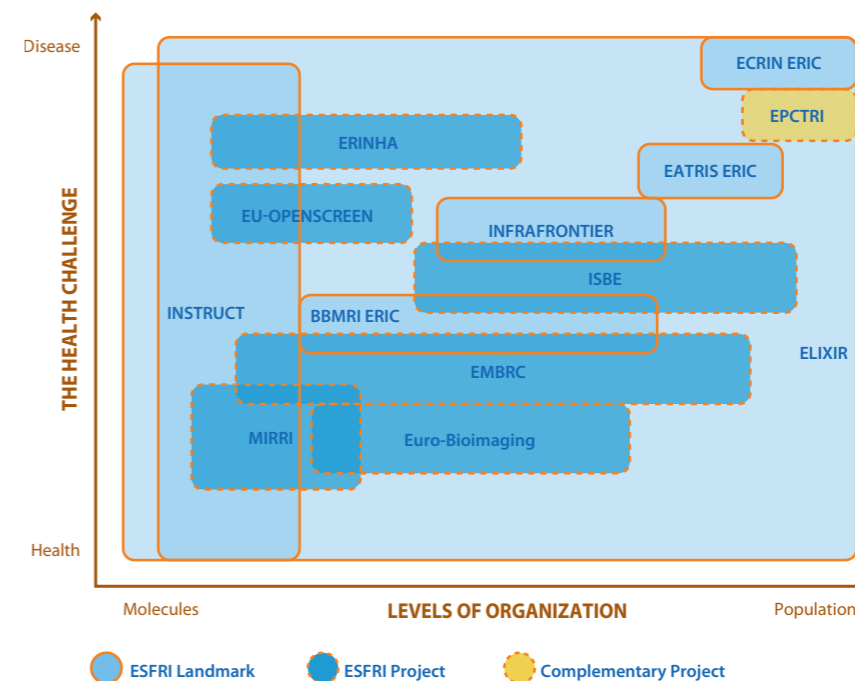 Disease
ECRIN ERIC
EPCTRI
ERINHA
EATRIS ERIC
EU-OPENSCREEN
INFRAFRONTIER
ISBE
INSTRUCT
BBMRI ERIC
ELIXIR
EMBRC
MIRRI
Euro-Bioimaging
THE HEALTH CHALLENGE
Health
Molecules
LEVELS OF ORGANIZATION
Population
ESFRI Landmark
ESFRI Project
Complementary Project